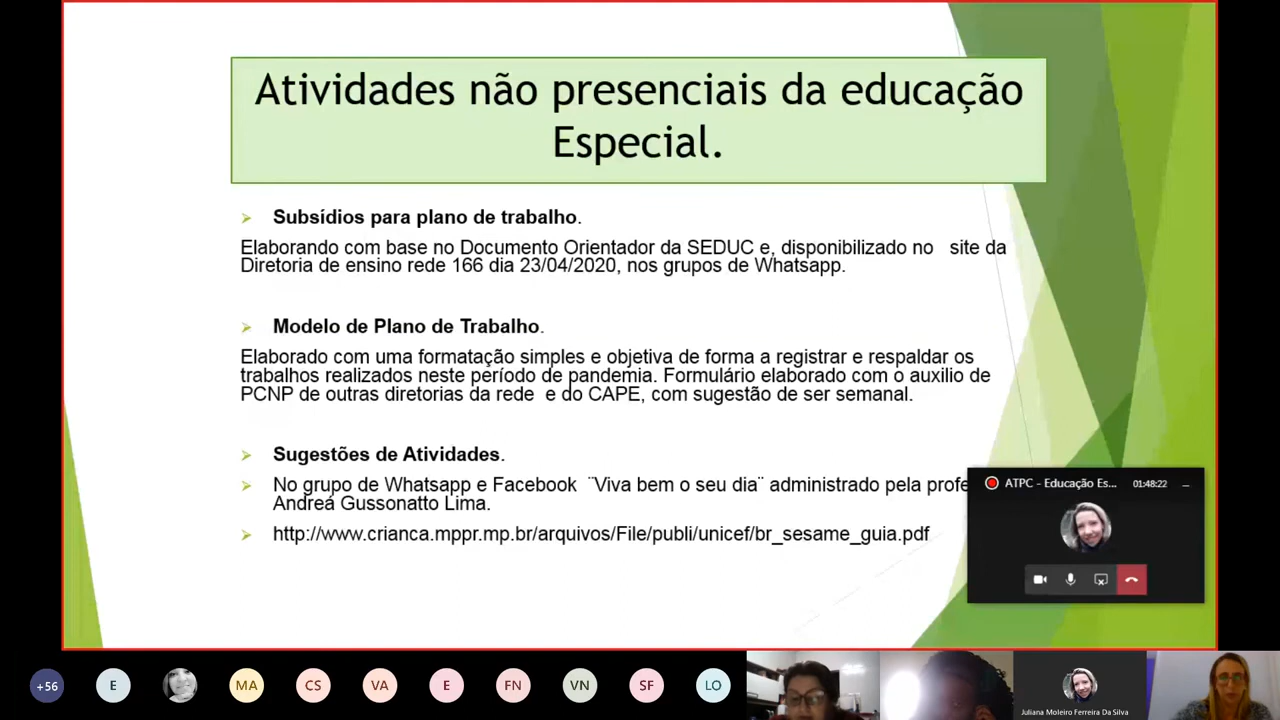 Atividades não presenciais da educação
Especial.
Subsídios para plano de trabalho.
Elaborando com base no Documento Orientador da SEDUC e, disponibilizado no site da
Diretoria de ensino rede 166 dia 23/04/2020, nos grupos de Whatsapp.
Modelo de Plano de Trabalho.
Elaborado com uma formatação simples e objetiva de forma a registrar e respaldar os
trabalhos realizados neste período de pandemia. Formulário elaborado com o auxilio de
PCNP de outras diretorias da rede e do CAPE, com sugestão de ser semanal.
Sugestões de Atividades.
No grupo de Whatsapp e Facebook ¨Viva bem o seu dia¨ administrado pela profe
Andrea Gussonatto Lima.
http://www.crianca.mppr.mp.br/arquivos/File/publi/unicef/br_sesame_guia.pdf
ATPC - Educação Es... 01:48:22
+56 E MA CS VA E FN VN SF LO
Juliana Moleiro Ferreira Da Silva